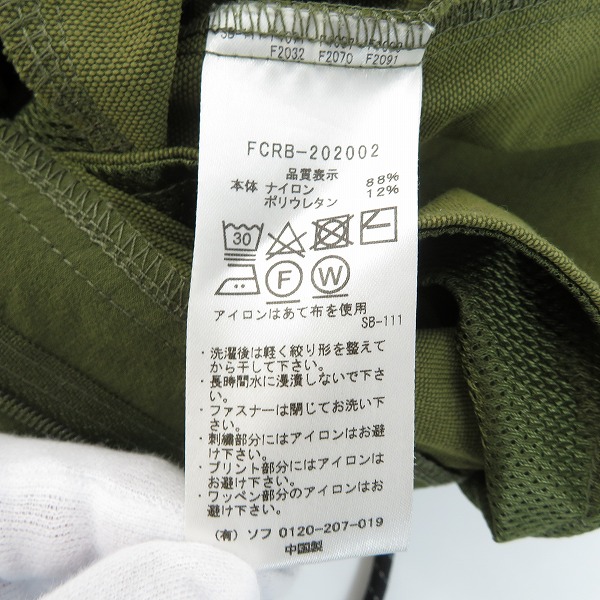 F2032 F2070 F2091
FCRB-202002
品質表示
本体 ナイロン 88%
ポリウレタン 12%
30
F W
アイロンはあて布を使用
SB-111
・洗濯後は軽く絞り形を整えて
から干して下さい。
・長時間水に浸漬しないで下さ
い。
・ファスナーは閉じてお洗い下
さい。
・刺繍部分にはアイロンはお避
け下さい。
・プリント部分にはアイロンは
お避け下さい。
・ワッペン部分のアイロンはお
避け下さい。
(有) ソフ 0120-207-019
中国製